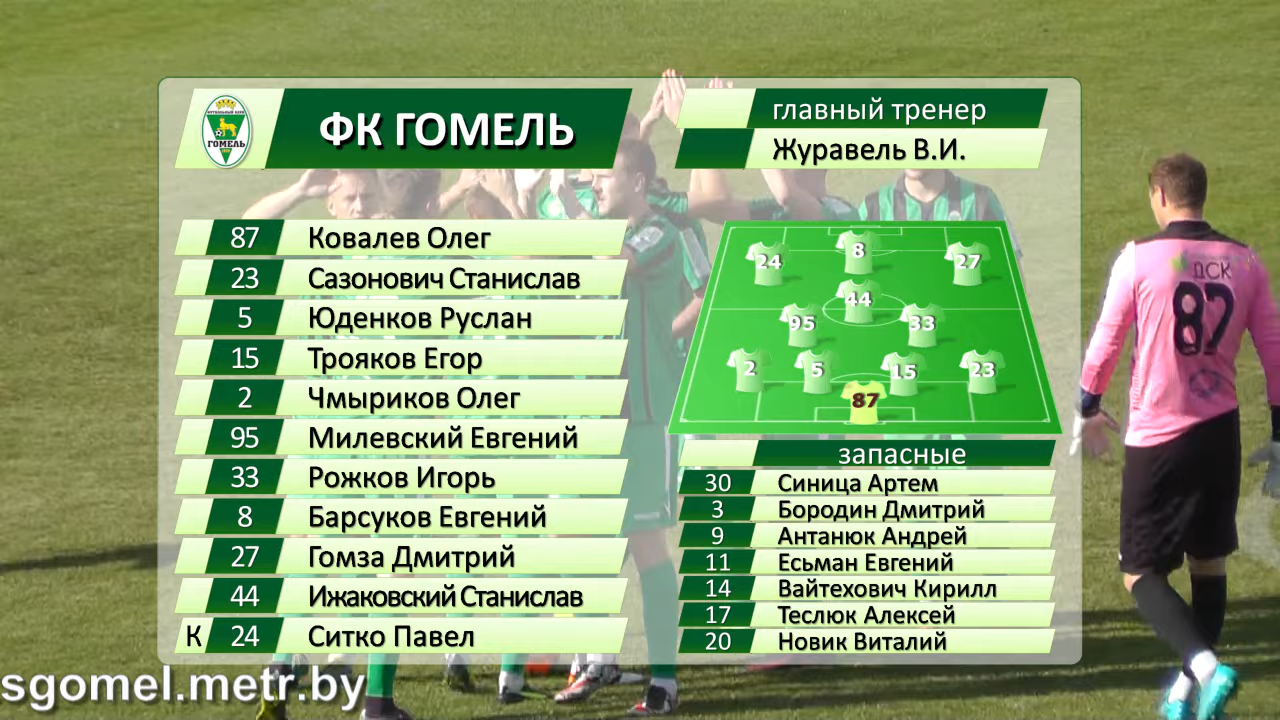 ФК ГОМЕЛЬ
ГОМЕЛЬ
главный тренер
Журавель В.И.
87 Ковалев Олег
23 Сазонович Станислав
5 Юденков Руслан
15 Трояков Егор
2 Чмыриков Олег
95 Милевский Евгений
33 Рожков Игорь
8 Барсуков Евгений
27 Гомза Дмитрий
44 Ижаковский Станислав
К 24 Ситко Павел
24 8 27
44
95 33
2 5 15 23
87
запасные
30 Синица Артем
3 Бородин Дмитрий
9 Антанюк Андрей
11 Есьман Евгений
14 Вайтехович Кирилл
17 Теслюк Алексей
20 Новик Виталий
ДСК
87
sgomel.metr.by